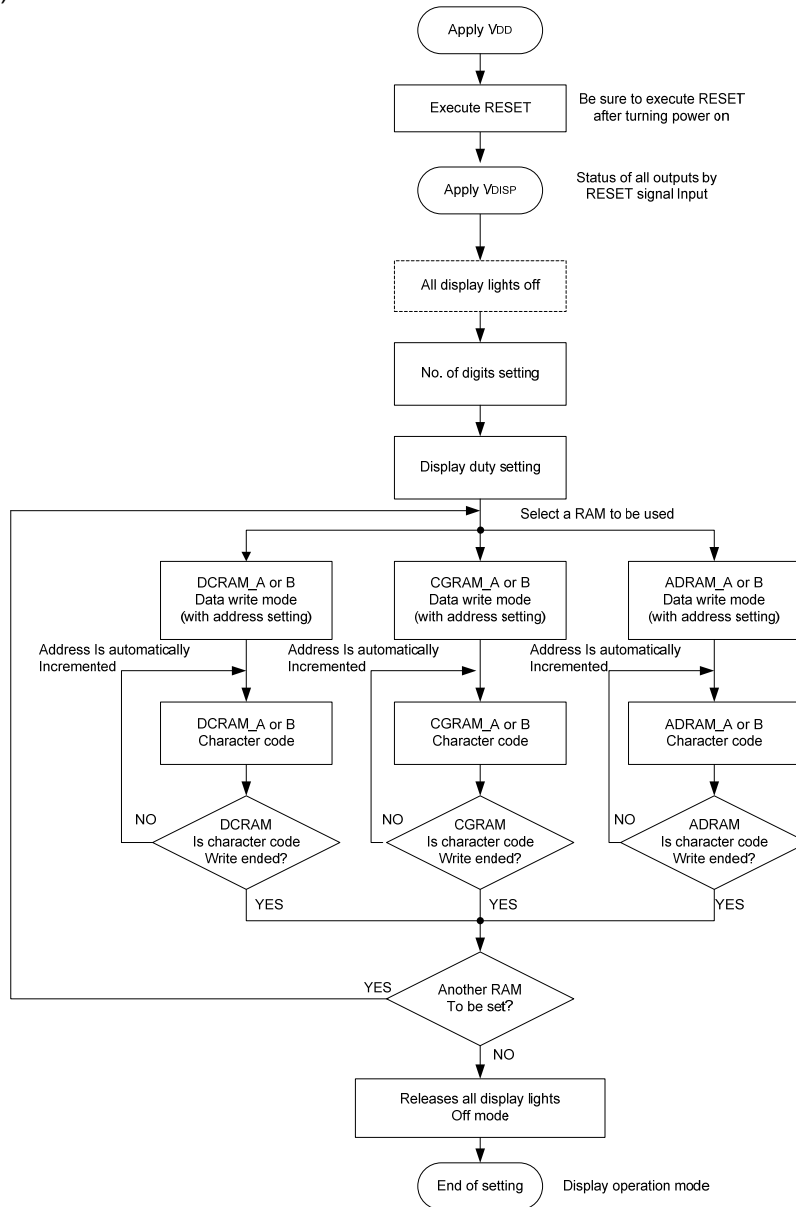 )
Apply VDD
Execute RESET
Be sure to execute RESET
after turning power on
Apply VDISP
Status of all outputs by
RESET signal Input
All display lights off
No. of digits setting
Display duty setting
Select a RAM to be used
DCRAM_A or B
Data write mode
(with address setting)
CGRAM_A or B
Data write mode
(with address setting)
ADRAM_A or B
Data write mode
(with address setting)
Address Is automatically
Incremented
Address Is automatically
Incremented
Address Is automatically
Incremented
DCRAM_A or B
Character code
CGRAM_A or B
Character code
ADRAM_A or B
Character code
NO
DCRAM
Is character code
Write ended?
NO
CGRAM
Is character code
Write ended?
NO
ADRAM
Is character code
Write ended?
YES
YES
YES
YES
Another RAM
To be set?
NO
Releases all display lights
Off mode
End of setting
Display operation mode